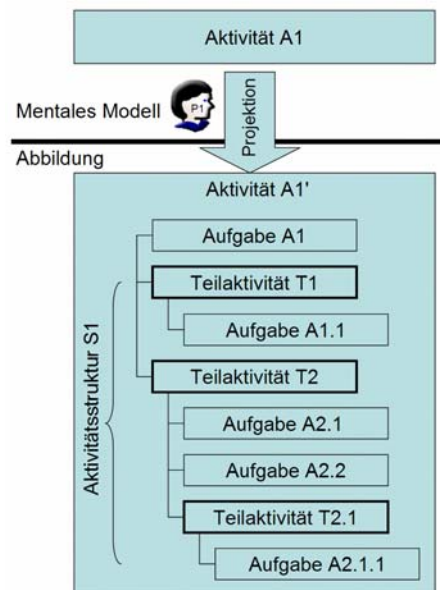 Aktivität A1
Mentales Modell
P1
Projektion
Abbildung
Aktivität A1'
Aufgabe A1
Teilaktivität T1
Aufgabe A1.1
Teilaktivität T2
Aktivitätsstruktur S1
Aufgabe A2.1
Aufgabe A2.2
Teilaktivität T2.1
Aufgabe A2.1.1